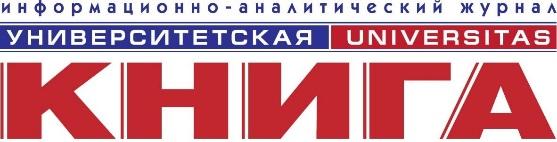 информационно-аналитический журнал
УНИВЕРСИТЕТСКАЯ UNIVERSITAS
КНИГА